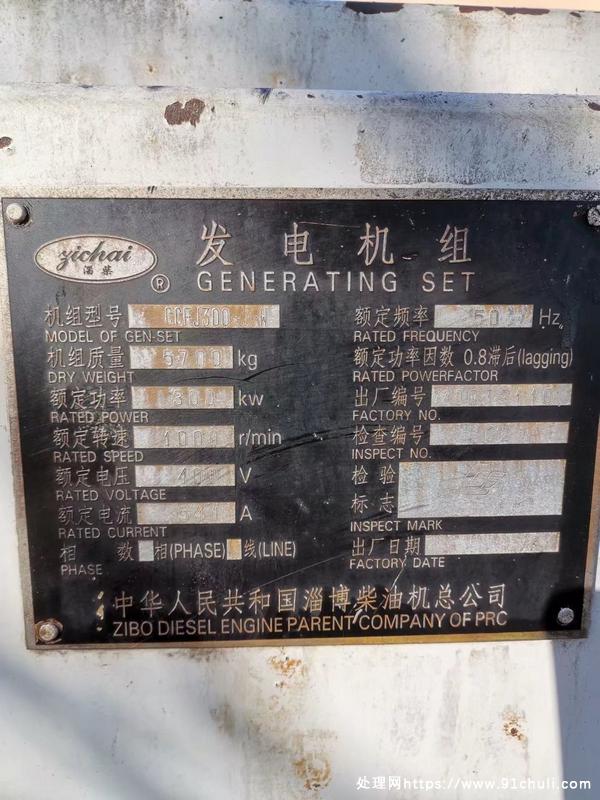 zichai
淄柴
®
发电机组
GENERATING SET
机组型号
MODEL OF GEN-SET
机组质量 5700 kg
DRY WEIGHT
额定功率 300 kw
RATED POWER
额定转速 1000 r/min
RATED SPEED
额定电压 400 V
RATED VOLTAGE
额定电流 541 A
RATED CURRENT
相 数 相(PHASE) 线(LINE)
PHASE
额定频率 50 Hz
RATED FREQUENCY
额定功率因数 0.8滞后(lagging)
RATED POWERFACTOR
出厂编号
FACTORY NO.
检查编号
INSPECT NO.
检验
标志
INSPECT MARK
出厂日期
FACTORY DATE
中华人民共和国淄博柴油机总公司
ZIBO DIESEL ENGINE PARENT COMPANY OF PRC
处理网https://www.91chuli.com/